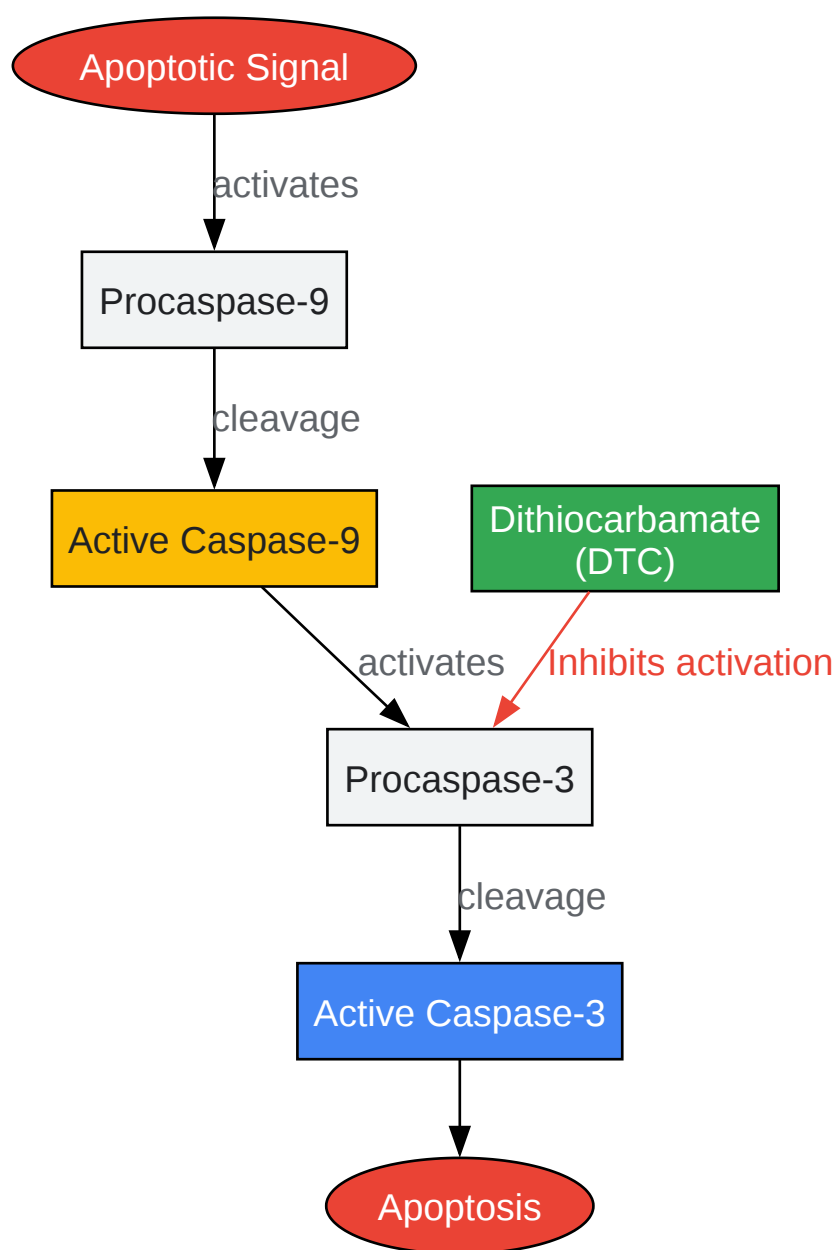 Apoptotic Signal
activates
Procaspase-9
cleavage
Active Caspase-9
Dithiocarbamate
(DTC)
activates
Inhibits activation
Procaspase-3
cleavage
Active Caspase-3
Apoptosis